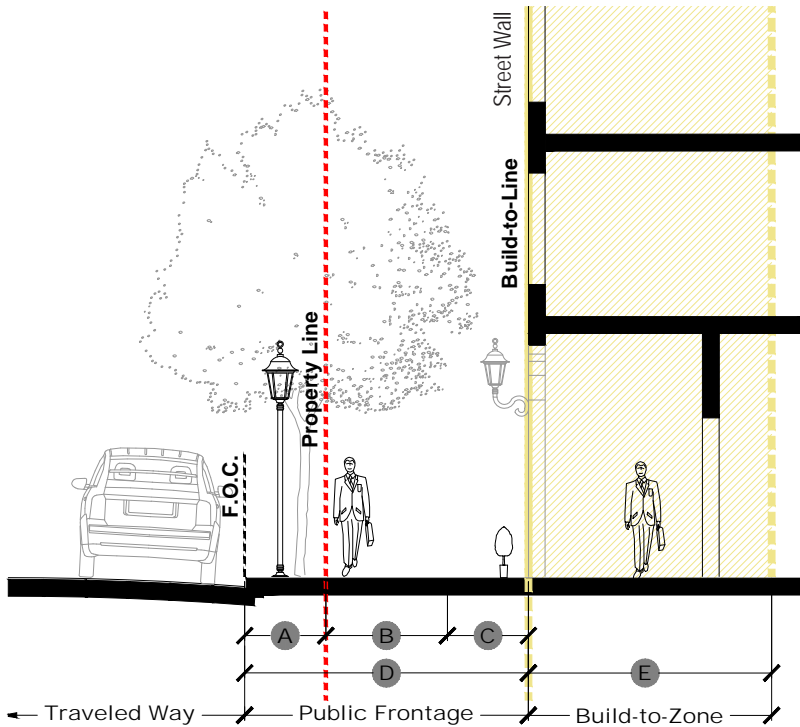 Street Wall
Build-to-Line
Property Line
F.O.C.
A
B
C
D
E
Traveled Way
Public Frontage
Build-to-Zone